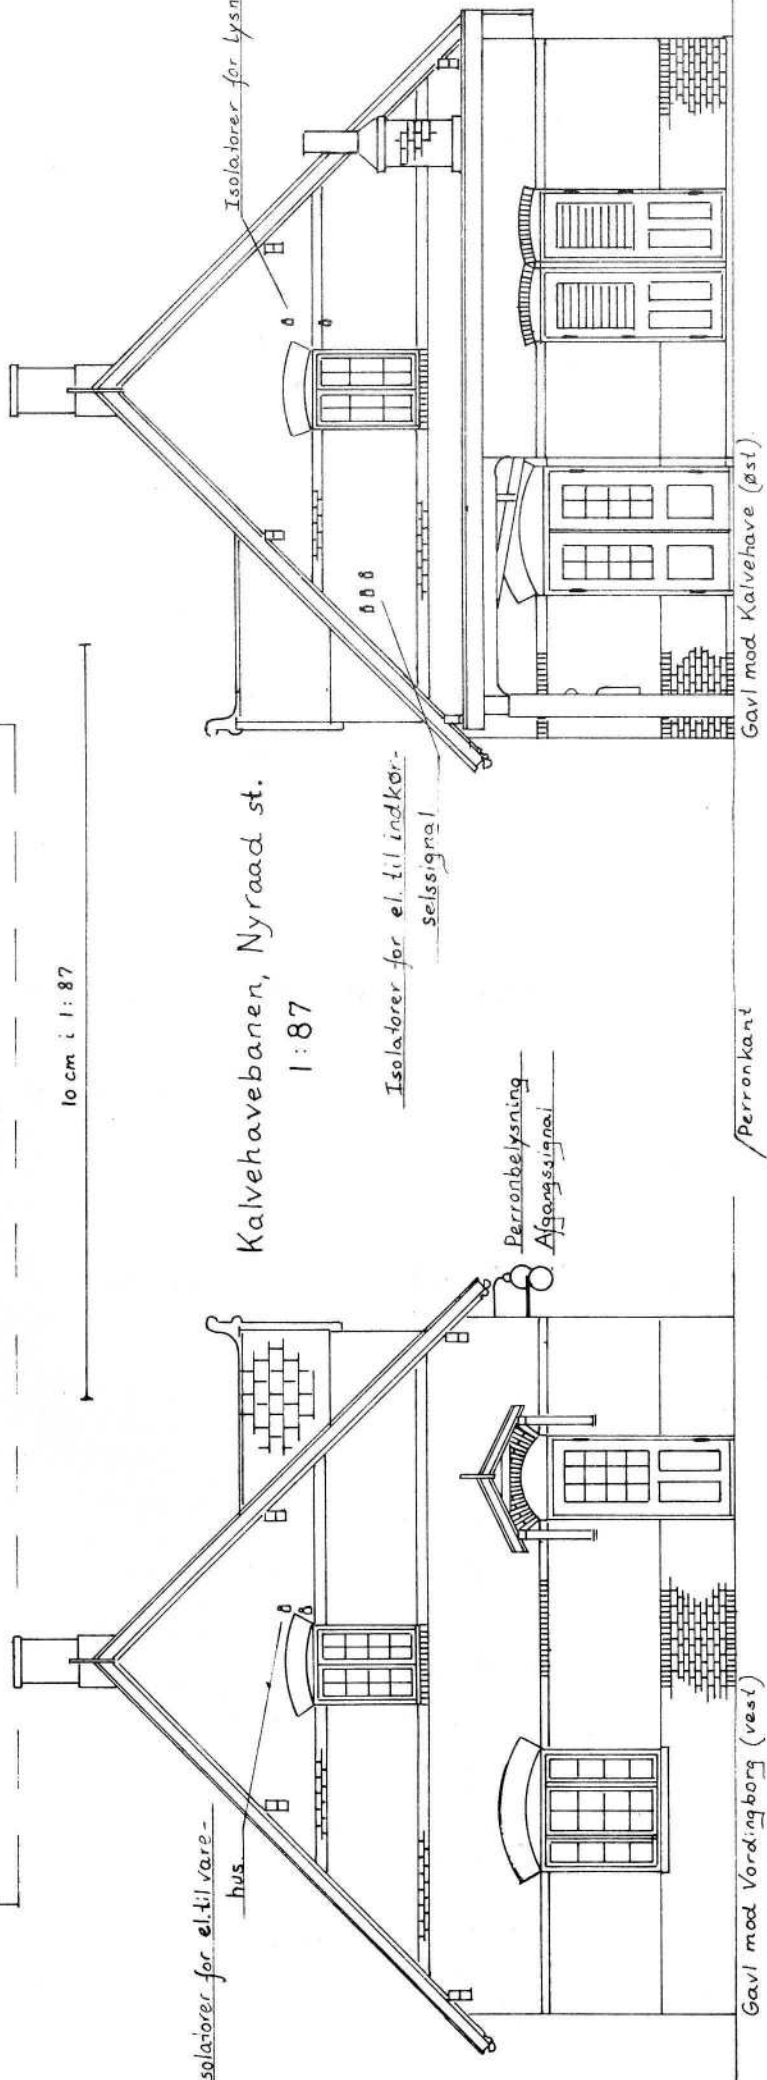 10 cm i 1:87
Kalvehavebanen, Nyraad st.
1:87
Isolatorer for lysn
Isolatorer for el. til indkør-
selssignal
Perronbelysning
Afgangssignal
solatorer for el. til vare-
hus
Perronkant
Gavl mod Vordingborg (vest)
Gavl mod Kalvehave (øst).